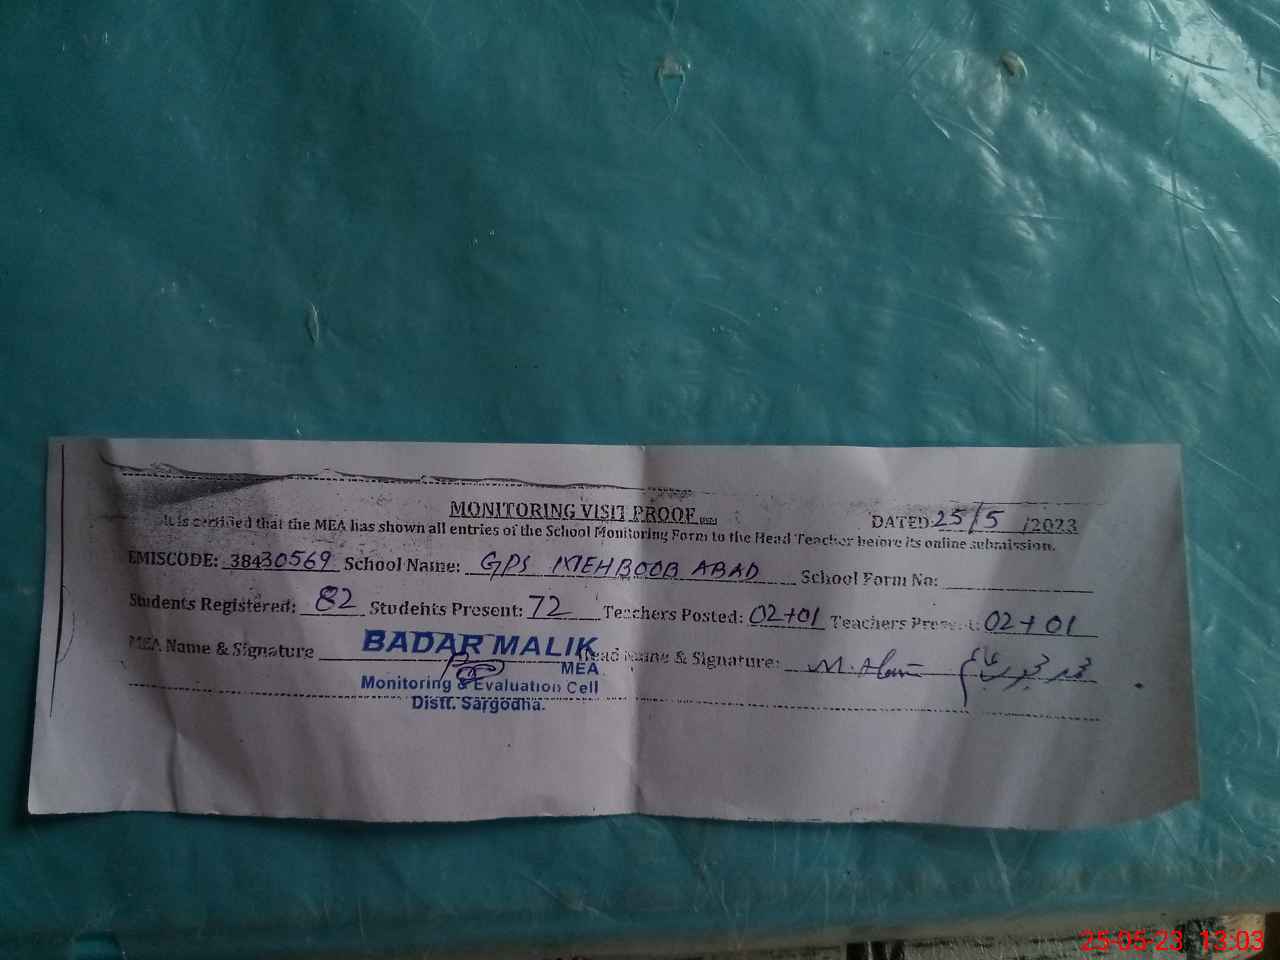 MONITORING VISIT PROOF
DATED 25/5/2023
It is certified that the MEA has shown all entries of the School Monitoring Form to the Head Teacher before its online submission.
EMISCODE: 38430569 School Name: GPS MEHBOOB ABAD School Form No:
Students Registered: 82 Students Present: 72 Teachers Posted: 02+01 Teachers Present: 02+01
MEA Name & Signature Head Name & Signature:
BADAR MALIK
MEA
Monitoring & Evaluation Cell
Distt. Sargodha.
25-05-23 13:03